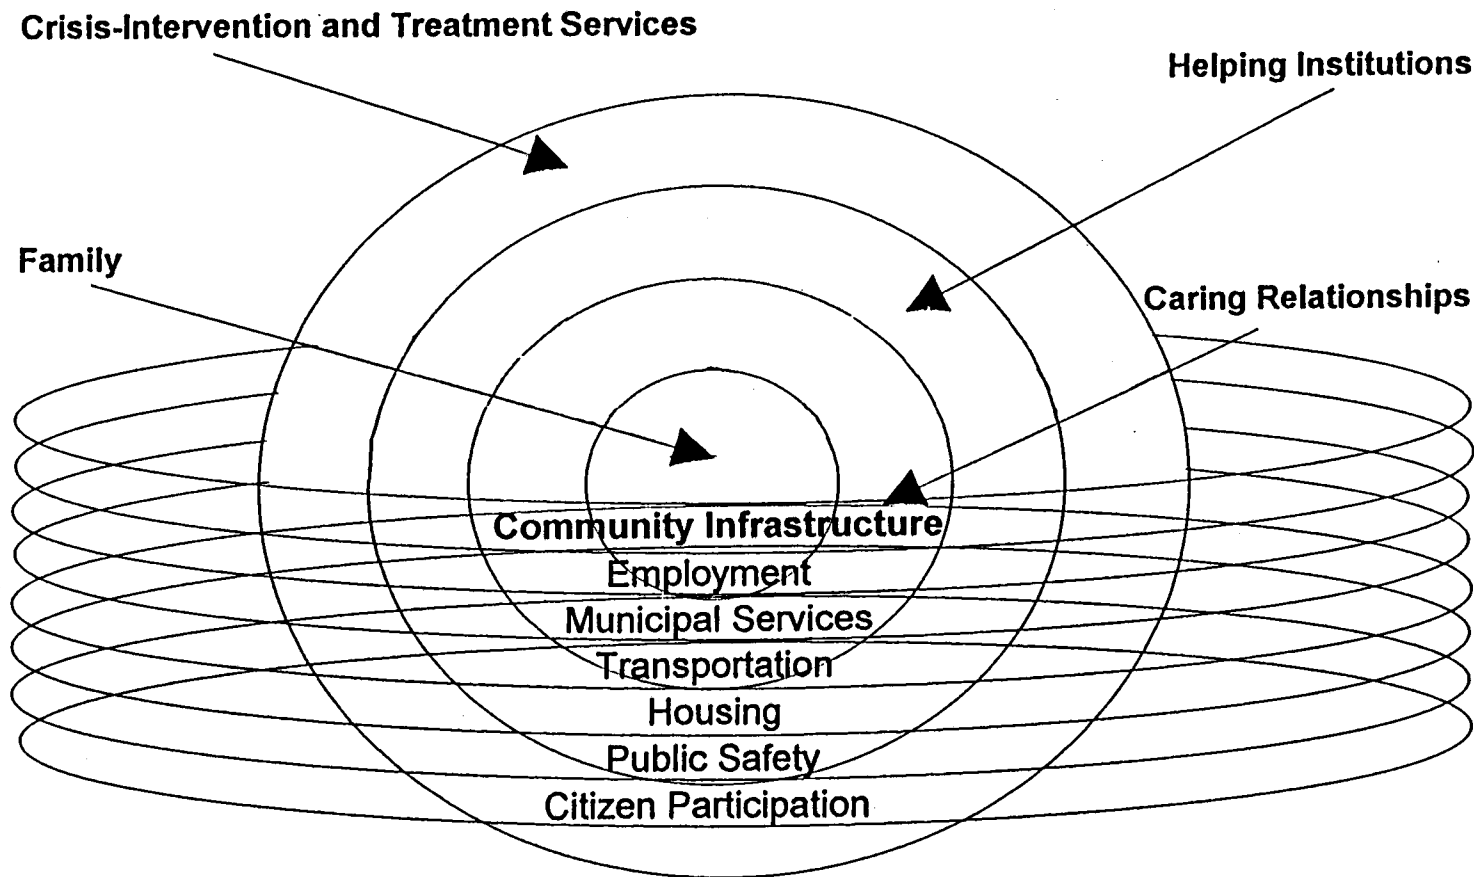 Crisis-Intervention and Treatment Services
Helping Institutions
Family
Caring Relationships
Community Infrastructure
Employment
Municipal Services
Transportation
Housing
Public Safety
Citizen Participation